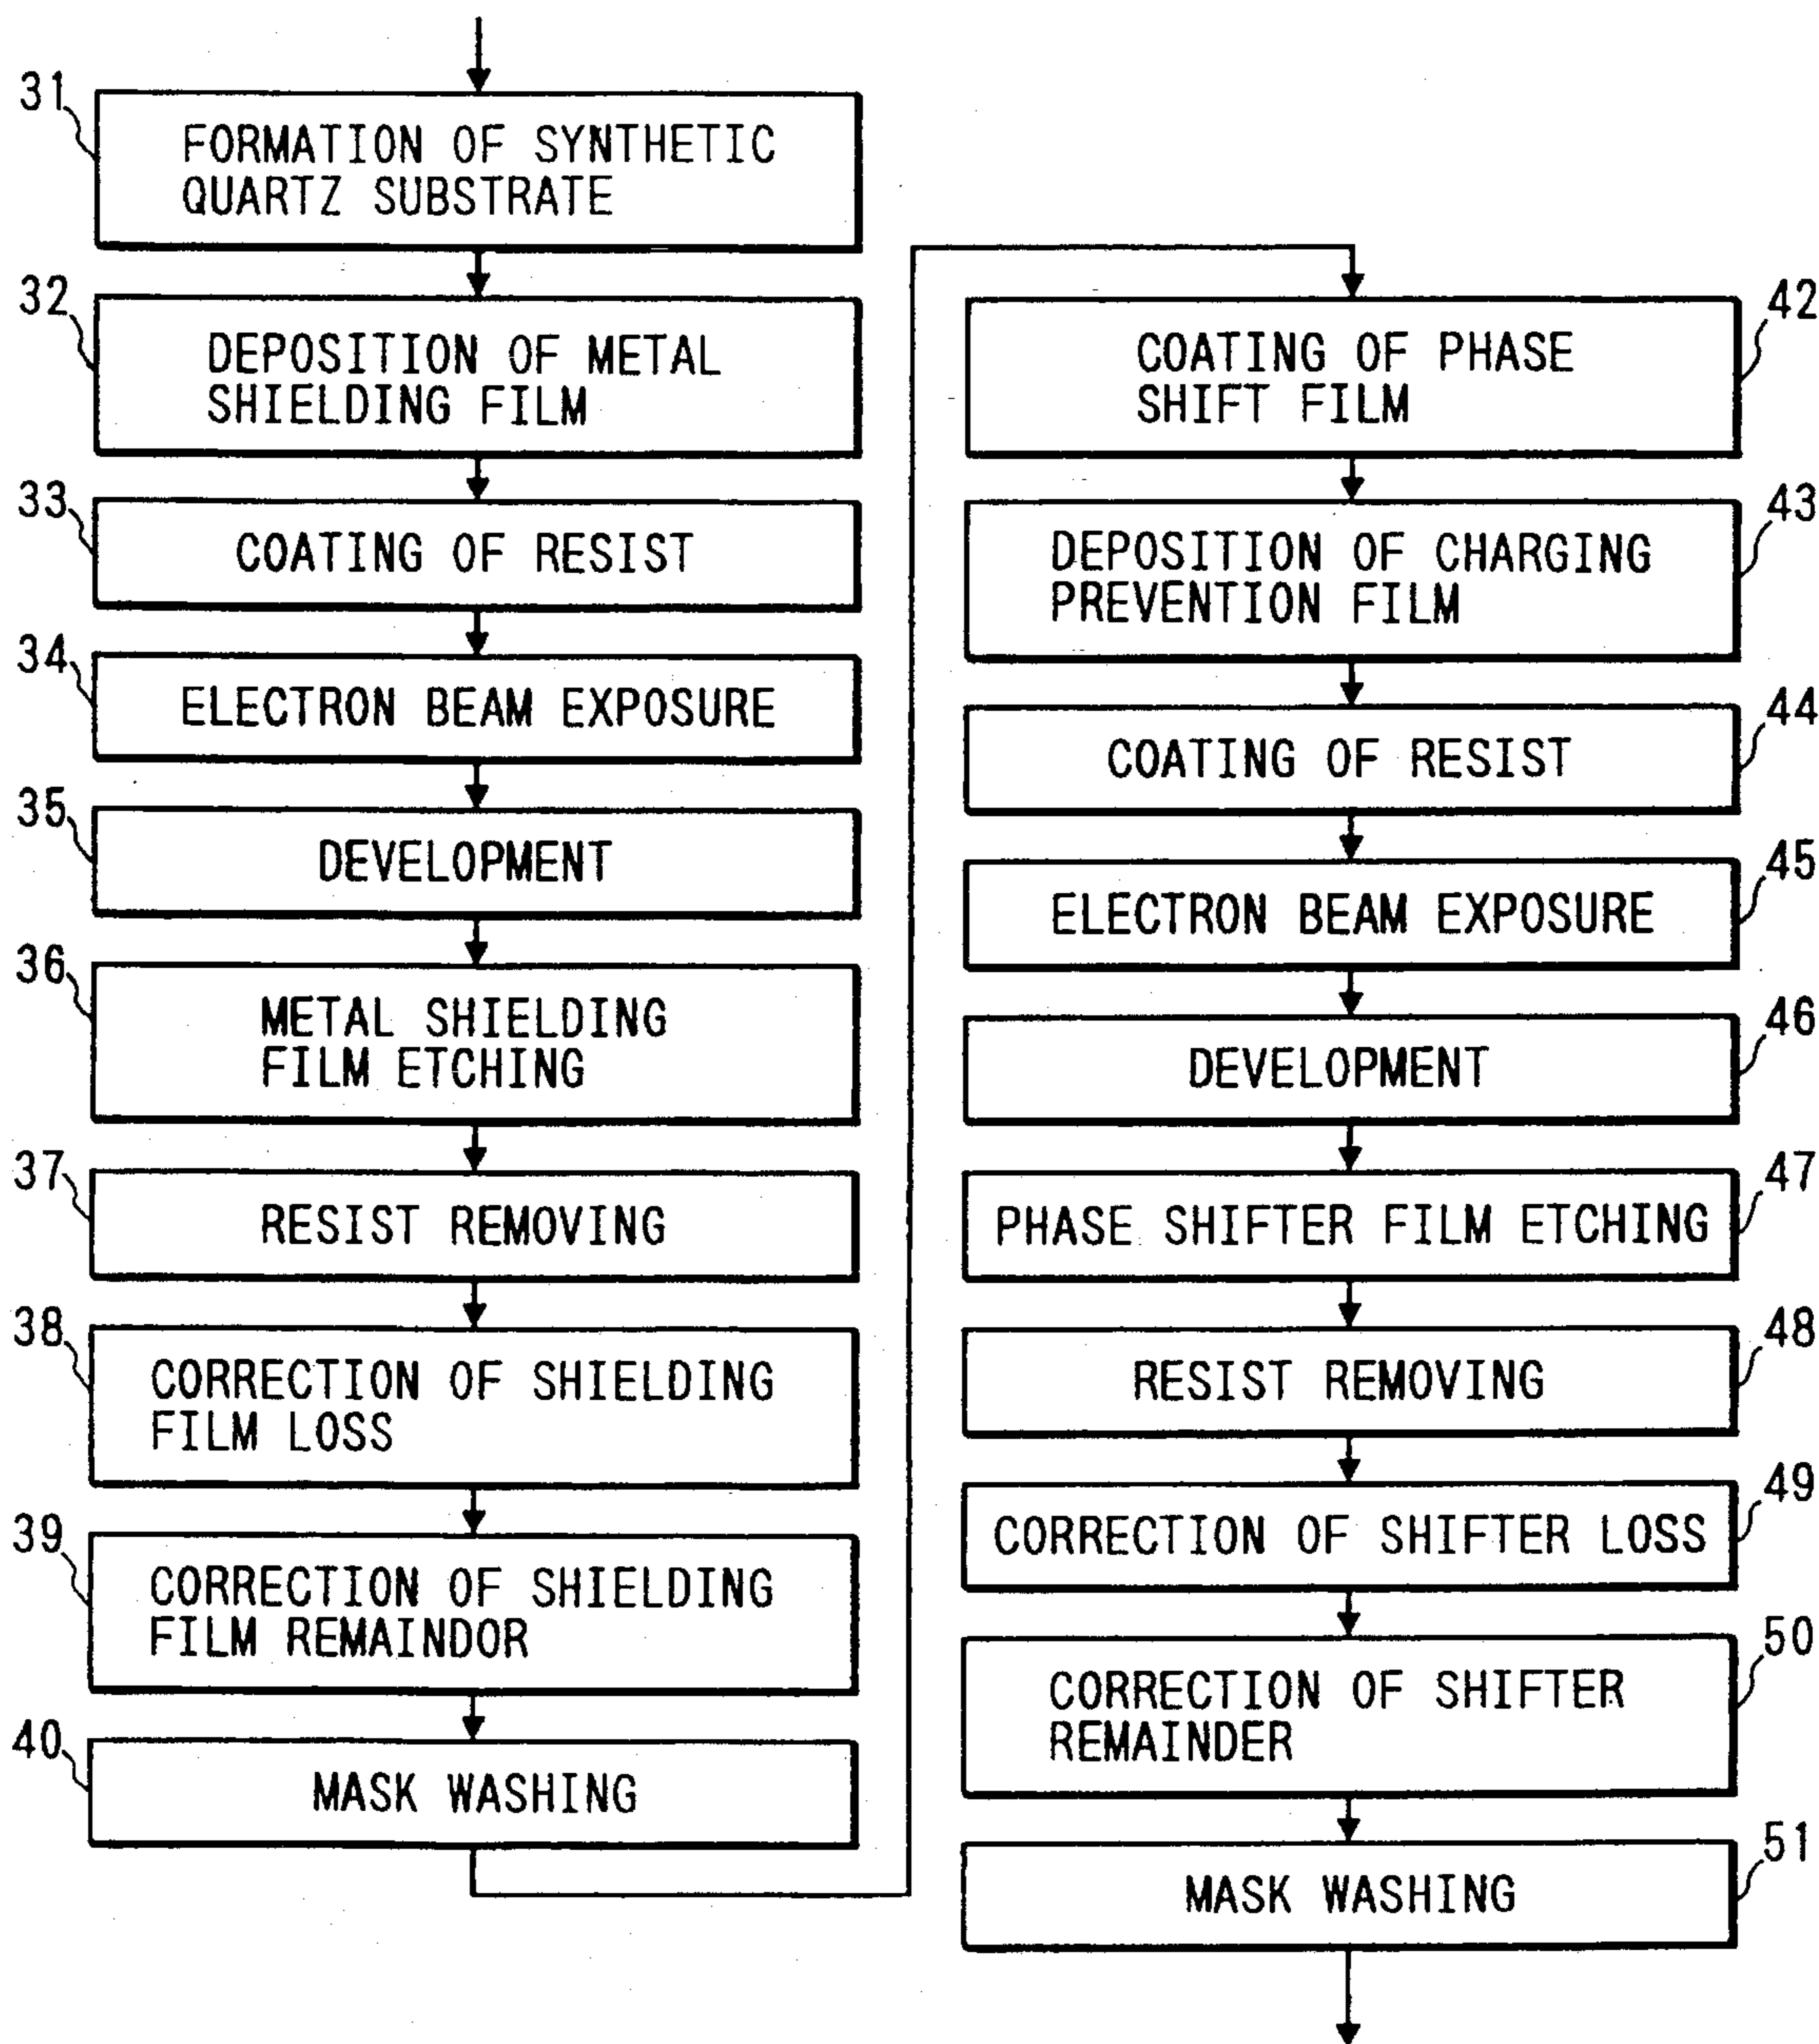 31
FORMATION OF SYNTHETIC
QUARTZ SUBSTRATE
32
DEPOSITION OF METAL
SHIELDING FILM
33
COATING OF RESIST
34
ELECTRON BEAM EXPOSURE
35
DEVELOPMENT
36
METAL SHIELDING
FILM ETCHING
37
RESIST REMOVING
38
CORRECTION OF SHIELDING
FILM LOSS
39
CORRECTION OF SHIELDING
FILM REMAINDOR
40
MASK WASHING
42
COATING OF PHASE
SHIFT FILM
43
DEPOSITION OF CHARGING
PREVENTION FILM
44
COATING OF RESIST
45
ELECTRON BEAM EXPOSURE
46
DEVELOPMENT
47
PHASE SHIFTER FILM ETCHING
48
RESIST REMOVING
49
CORRECTION OF SHIFTER LOSS
50
CORRECTION OF SHIFTER
REMAINDER
51
MASK WASHING